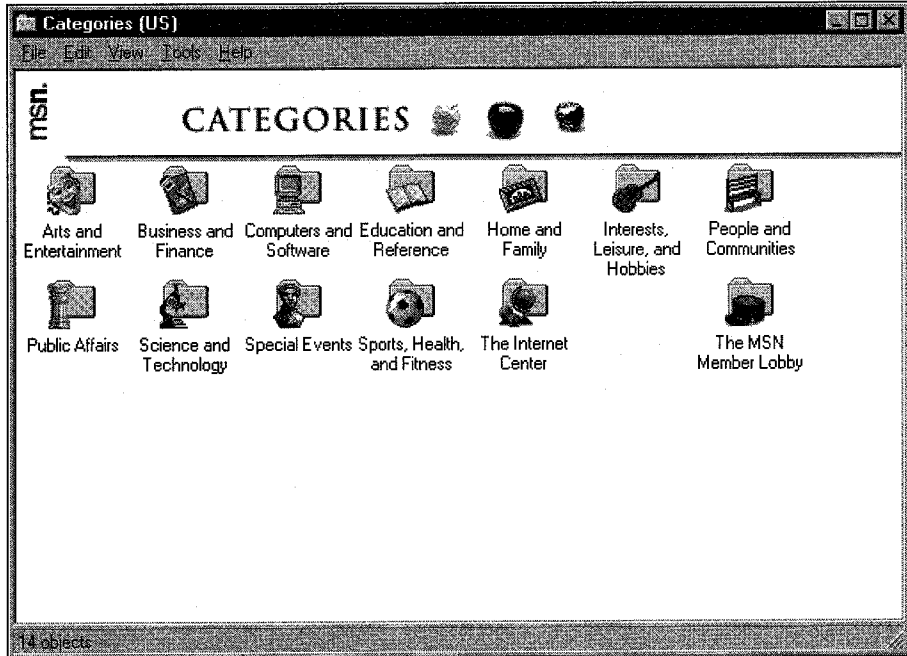 Categories (US)
File Edit View Tools Help
msn.
CATEGORIES
Arts and
Entertainment
Business and
Finance
Computers and
Software
Education and
Reference
Home and
Family
Interests,
Leisure, and
Hobbies
People and
Communities
Public Affairs
Science and
Technology
Special Events
Sports, Health,
and Fitness
The Internet
Center
The MSN
Member Lobby
14 objects